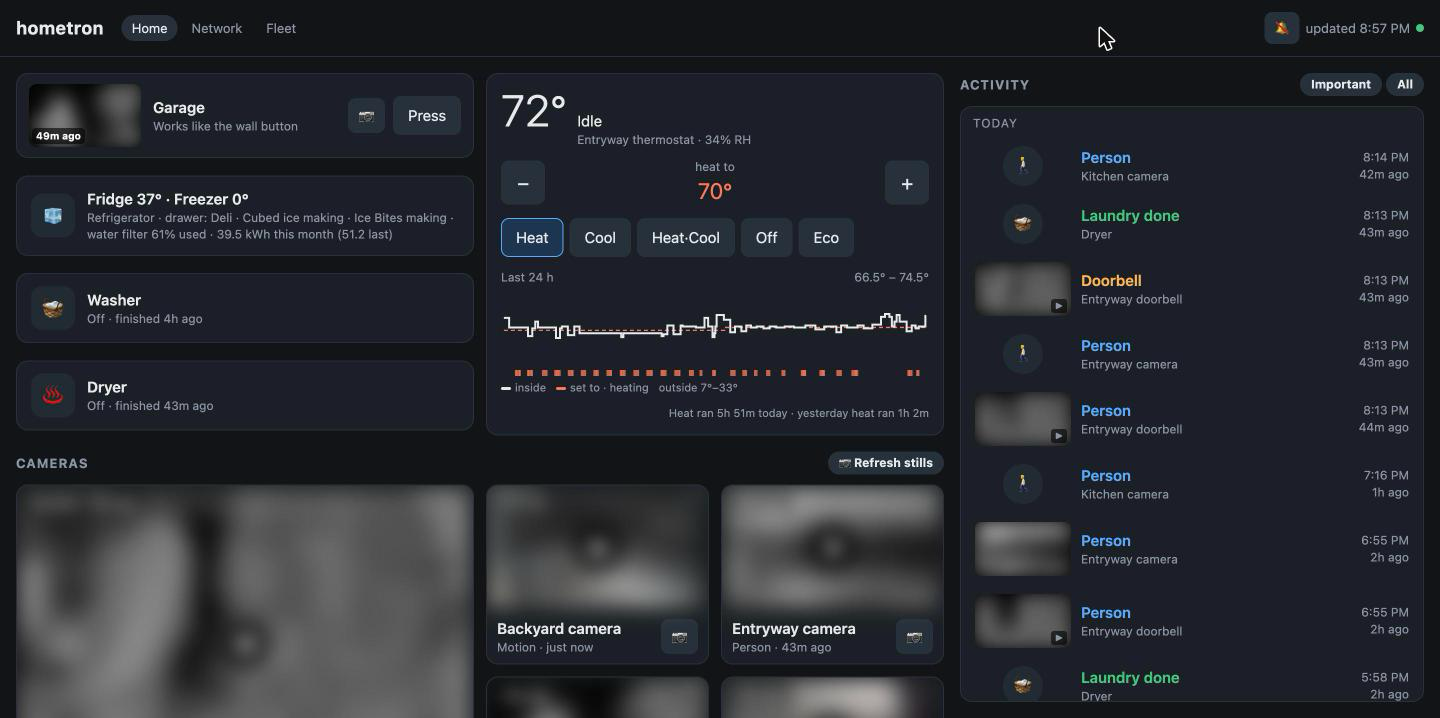 hometron
Home
Network
Fleet
updated 8:57 PM
49m ago
Garage
Works like the wall button
Press
Fridge 37° · Freezer 0°
Refrigerator · drawer: Deli · Cubed ice making · Ice Bites making ·
water filter 61% used · 39.5 kWh this month (51.2 last)
Washer
Off · finished 4h ago
Dryer
Off · finished 43m ago
72°
Idle
Entryway thermostat · 34% RH
−
heat to
70°
+
Heat
Cool
Heat·Cool
Off
Eco
Last 24 h
66.5° – 74.5°
inside
set to · heating
outside 7°–33°
Heat ran 5h 51m today · yesterday heat ran 1h 2m
CAMERAS
Refresh stills
Backyard camera
Motion · just now
Entryway camera
Person · 43m ago
ACTIVITY
Important
All
TODAY
Person
Kitchen camera
8:14 PM
42m ago
Laundry done
Dryer
8:13 PM
43m ago
Doorbell
Entryway doorbell
8:13 PM
43m ago
Person
Entryway camera
8:13 PM
43m ago
Person
Entryway doorbell
8:13 PM
44m ago
Person
Kitchen camera
7:16 PM
1h ago
Person
Entryway camera
6:55 PM
2h ago
Person
Entryway doorbell
6:55 PM
2h ago
Laundry done
Dryer
5:58 PM
2h ago